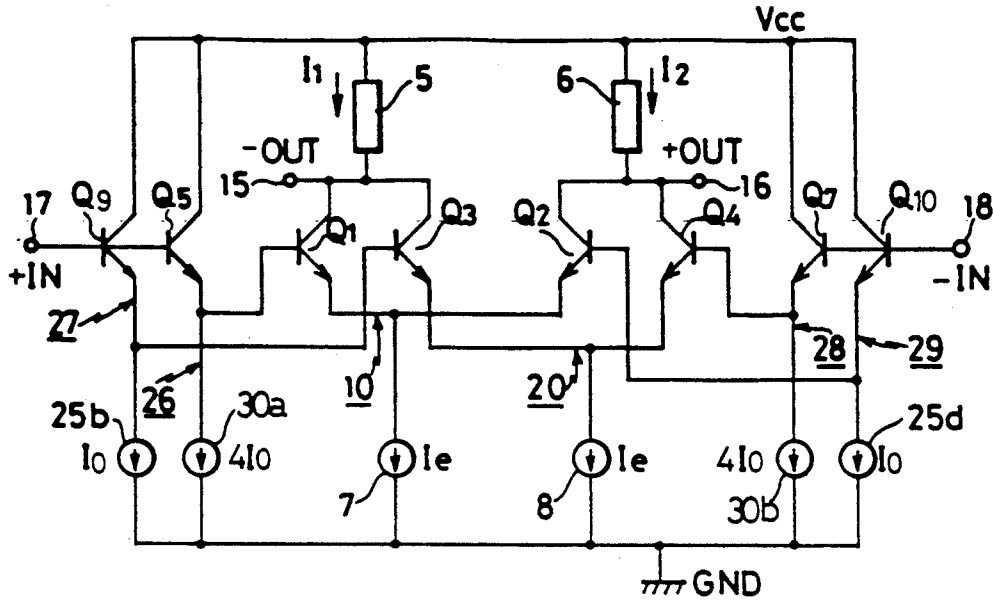 Vcc
I1 5 6 I2
-OUT +OUT
15 16
17 Q9 Q5 Q1 Q3 Q2 Q4 Q7 Q10 18
+IN -IN
27 10 20 28 29
26
25b 30a 25d
I0 4I0 Ie Ie 4I0 I0
7 8 30b
GND